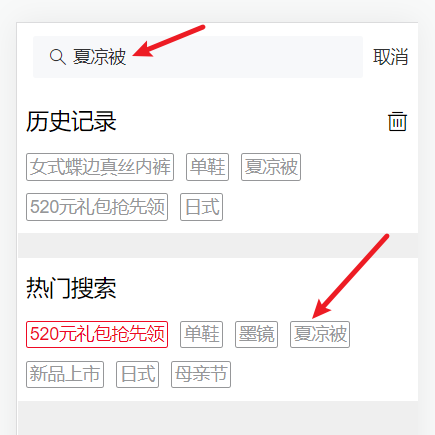 夏凉被 取消
历史记录
女式蝶边真丝内裤 单鞋 夏凉被
520元礼包抢先领 日式
热门搜索
520元礼包抢先领 单鞋 墨镜 夏凉被
新品上市 日式 母亲节